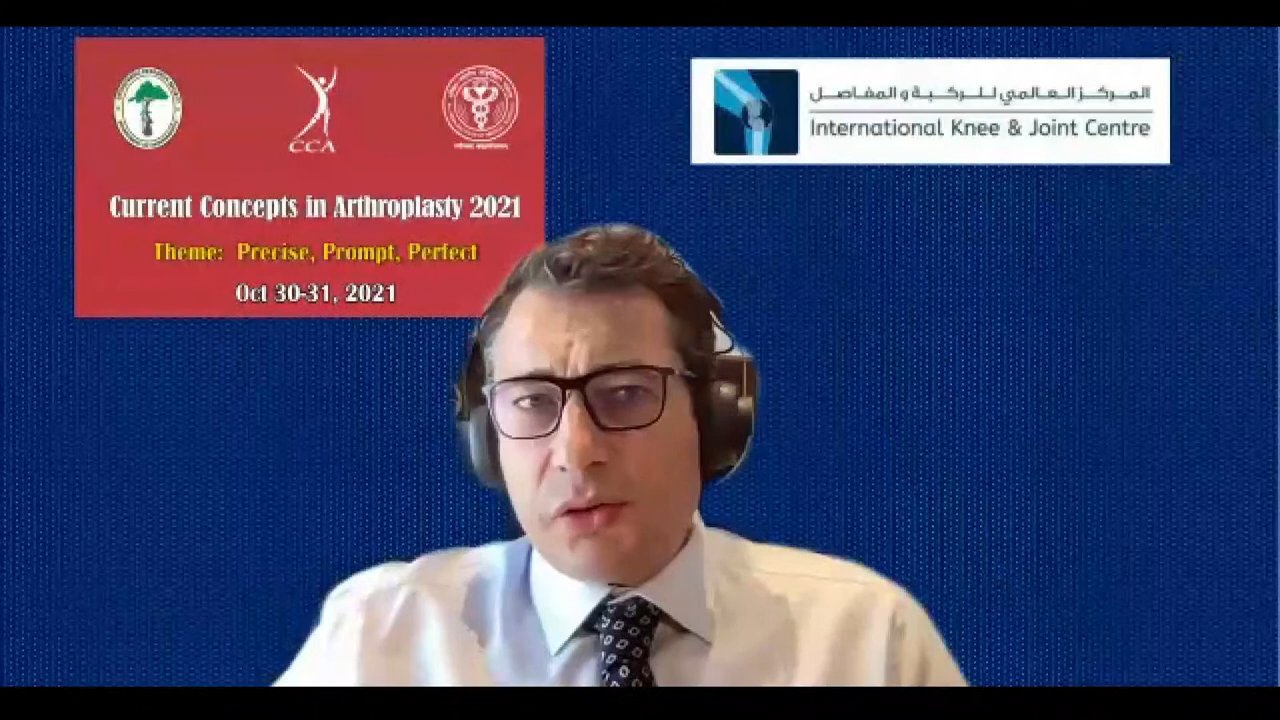 CCA
Current Concepts in Arthroplasty 2021
Theme: Precise, Prompt, Perfect
Oct 30-31, 2021
المركز العالمي للركبة و المفاصل
International Knee & Joint Centre